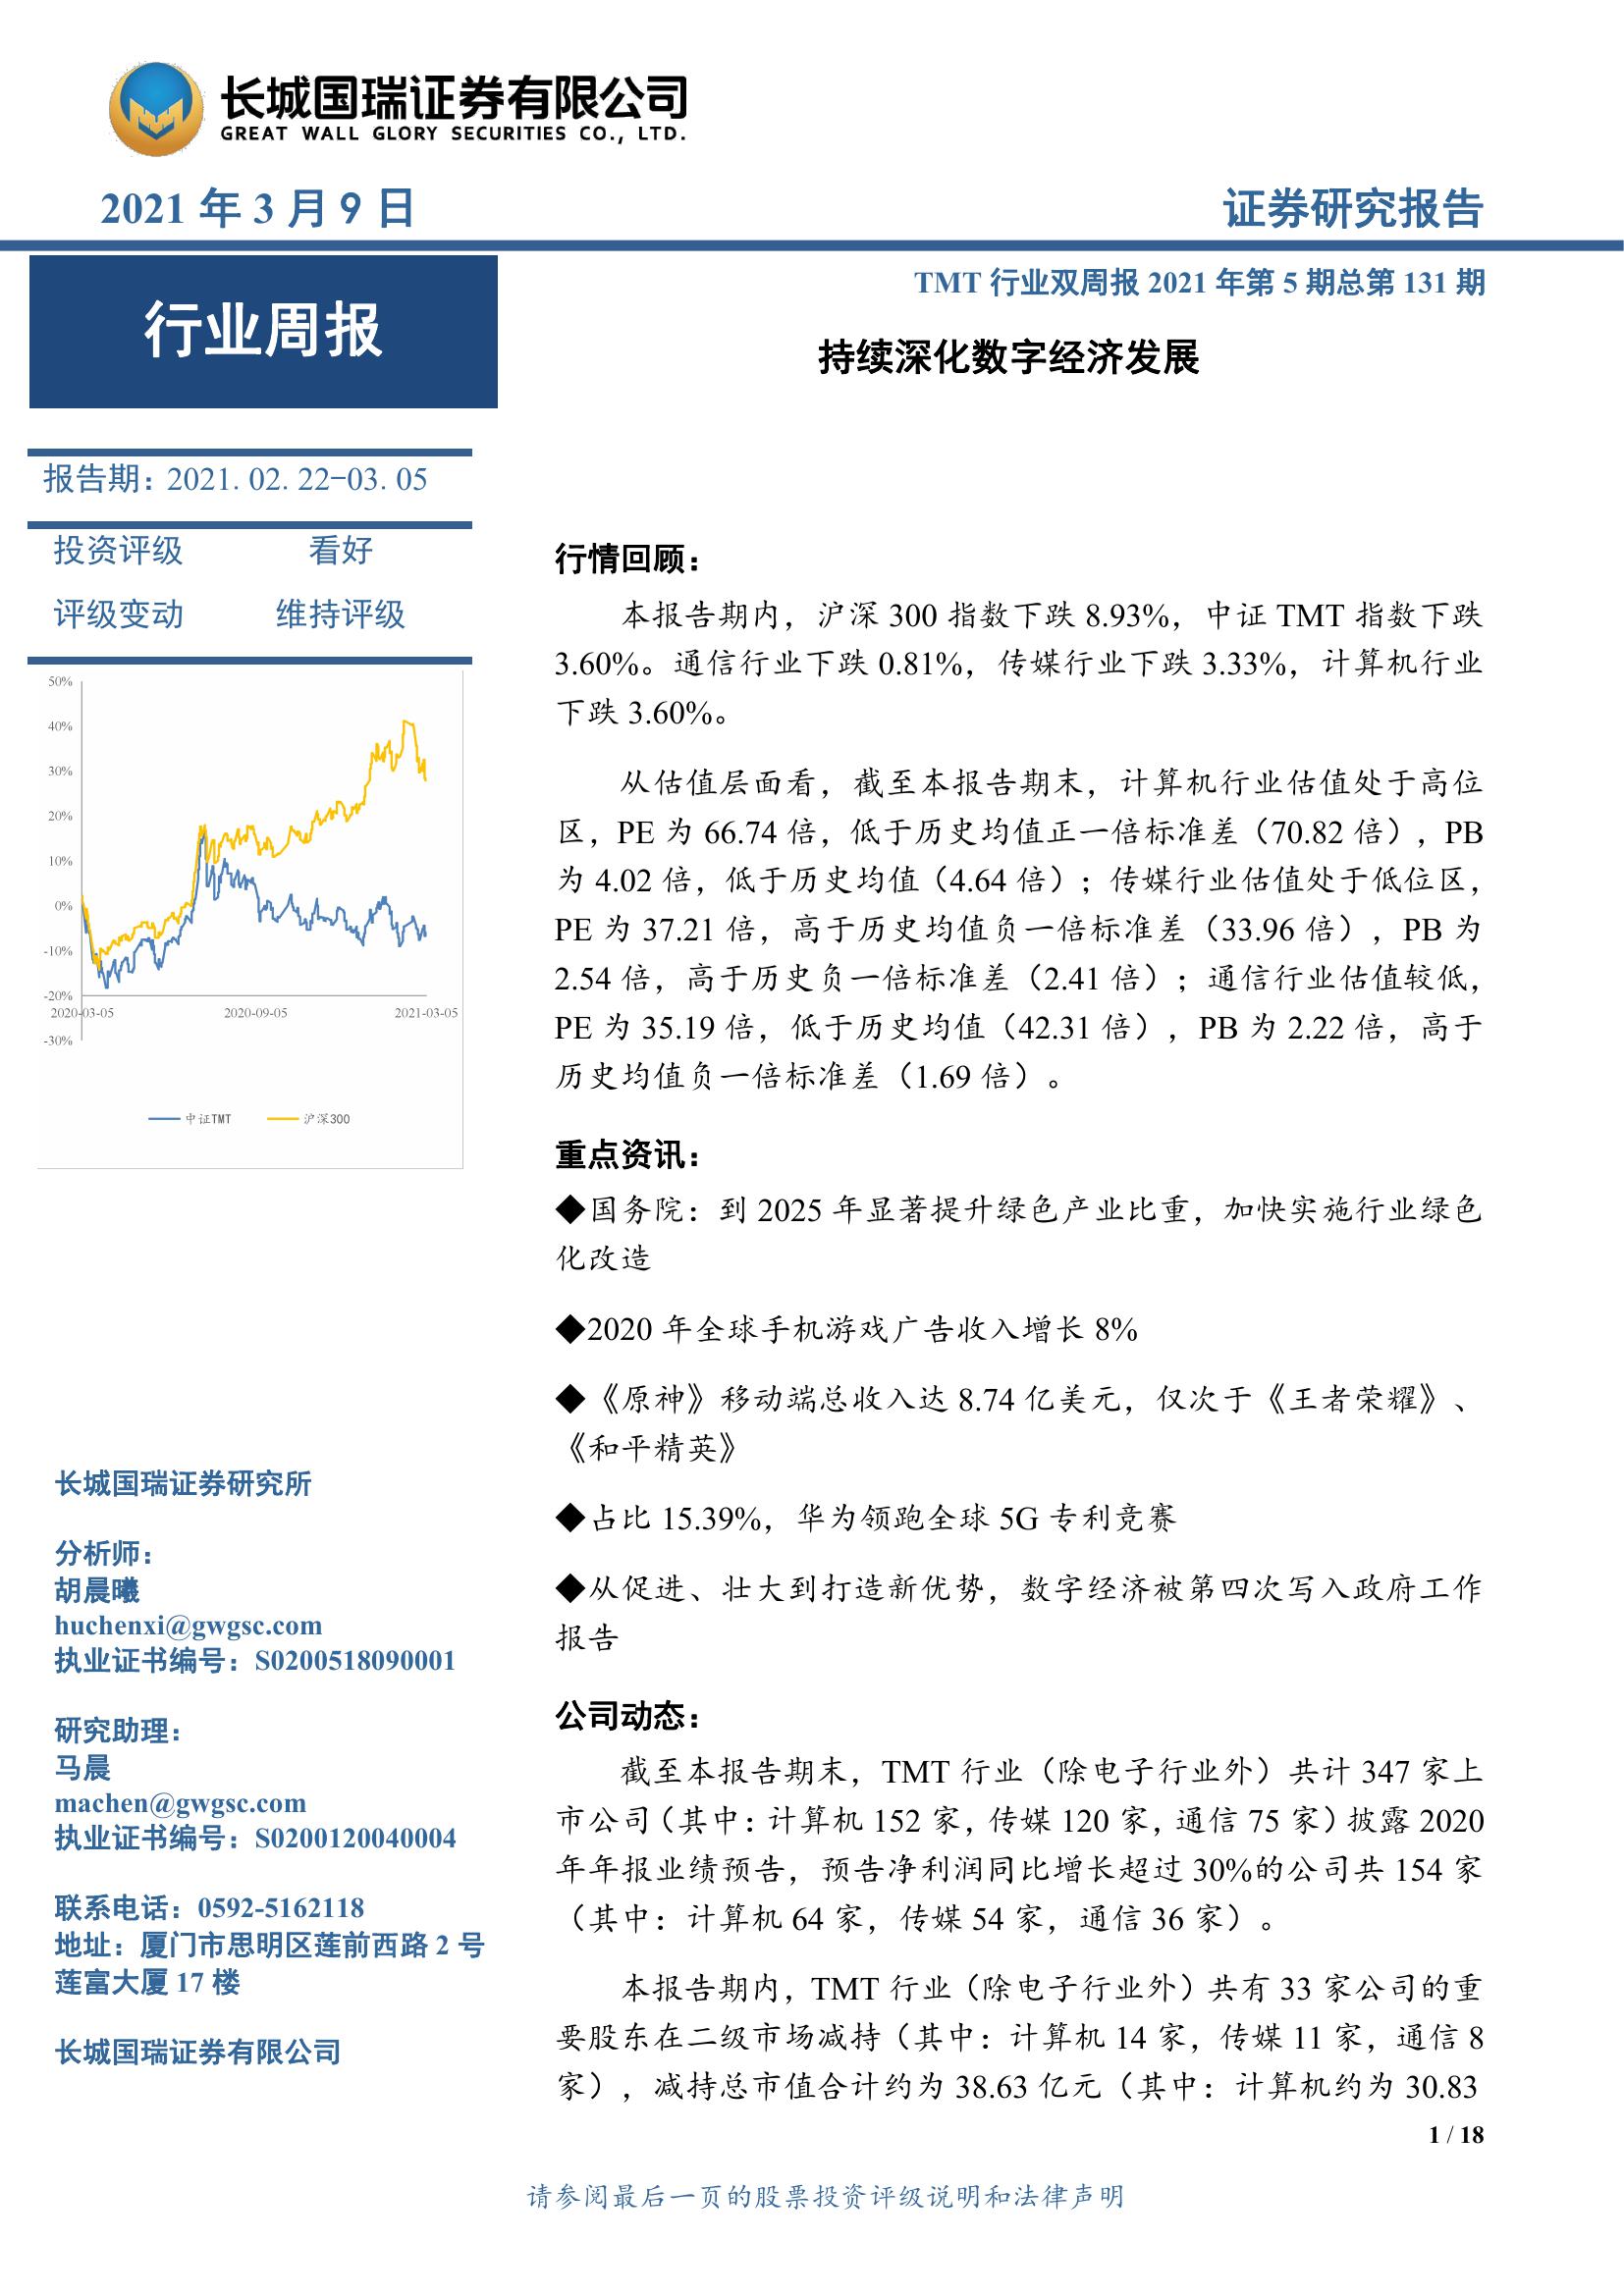 长城国瑞证券有限公司
GREAT WALL GLORY SECURITIES CO., LTD.
2021 年 3 月 9 日
证券研究报告
行业周报
TMT 行业双周报 2021 年第 5 期总第 131 期
持续深化数字经济发展
报告期：2021.02.22-03.05
投资评级 看好
评级变动 维持评级
50%
40%
30%
20%
10%
0%
-10%
-20%
2020-03-05 2020-09-05 2021-03-05
-30%
中证TMT 沪深300
长城国瑞证券研究所
分析师：
胡晨曦
huchenxi@gwgsc.com
执业证书编号：S0200518090001
研究助理：
马晨
machen@gwgsc.com
执业证书编号：S0200120040004
联系电话：0592-5162118
地址：厦门市思明区莲前西路 2 号
莲富大厦 17 楼
长城国瑞证券有限公司
行情回顾：
本报告期内，沪深 300 指数下跌 8.93%，中证 TMT 指数下跌
3.60%。通信行业下跌 0.81%，传媒行业下跌 3.33%，计算机行业
下跌 3.60%。
从估值层面看，截至本报告期末，计算机行业估值处于高位
区，PE 为 66.74 倍，低于历史均值正一倍标准差（70.82 倍），PB
为 4.02 倍，低于历史均值（4.64 倍）；传媒行业估值处于低位区，
PE 为 37.21 倍，高于历史均值负一倍标准差（33.96 倍），PB 为
2.54 倍，高于历史负一倍标准差（2.41 倍）；通信行业估值较低，
PE 为 35.19 倍，低于历史均值（42.31 倍），PB 为 2.22 倍，高于
历史均值负一倍标准差（1.69 倍）。
重点资讯：
◆国务院：到 2025 年显著提升绿色产业比重，加快实施行业绿色
化改造
◆2020 年全球手机游戏广告收入增长 8%
◆《原神》移动端总收入达 8.74 亿美元，仅次于《王者荣耀》、
《和平精英》
◆占比 15.39%，华为领跑全球 5G 专利竞赛
◆从促进、壮大到打造新优势，数字经济被第四次写入政府工作
报告
公司动态：
截至本报告期末，TMT 行业（除电子行业外）共计 347 家上
市公司（其中：计算机 152 家，传媒 120 家，通信 75 家）披露 2020
年年报业绩预告，预告净利润同比增长超过 30%的公司共 154 家
（其中：计算机 64 家，传媒 54 家，通信 36 家）。
本报告期内，TMT 行业（除电子行业外）共有 33 家公司的重
要股东在二级市场减持（其中：计算机 14 家，传媒 11 家，通信 8
家），减持总市值合计约为 38.63 亿元（其中：计算机约为 30.83
1 / 18
请参阅最后一页的股票投资评级说明和法律声明